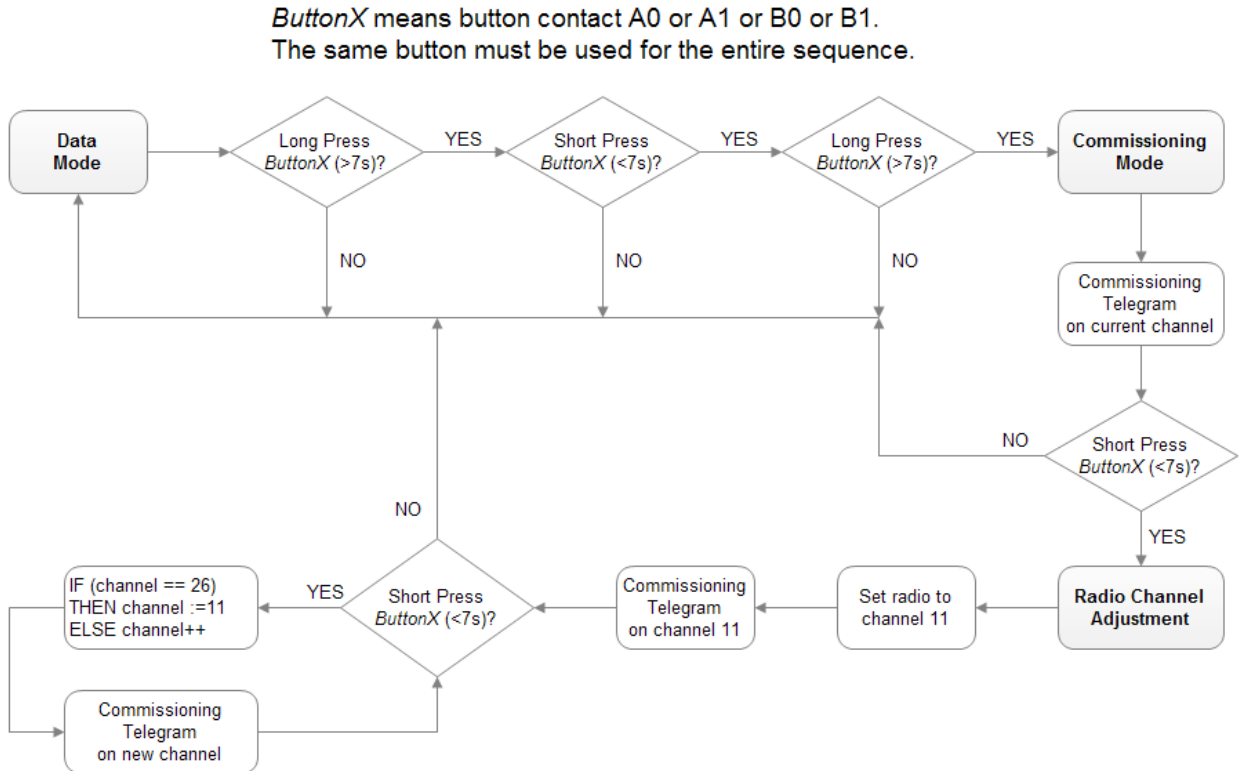 ButtonX means button contact A0 or A1 or B0 or B1.
The same button must be used for the entire sequence.
Data
Mode
Long Press
ButtonX (>7s)?
YES
Short Press
ButtonX (<7s)?
YES
Long Press
ButtonX (>7s)?
YES
Commissioning
Mode
NO
NO
NO
Commissioning
Telegram
on current channel
NO
Short Press
ButtonX (<7s)?
YES
NO
IF (channel == 26)
THEN channel :=11
ELSE channel++
YES
Short Press
ButtonX (<7s)?
Commissioning
Telegram
on channel 11
Set radio to
channel 11
Radio Channel
Adjustment
Commissioning
Telegram
on new channel